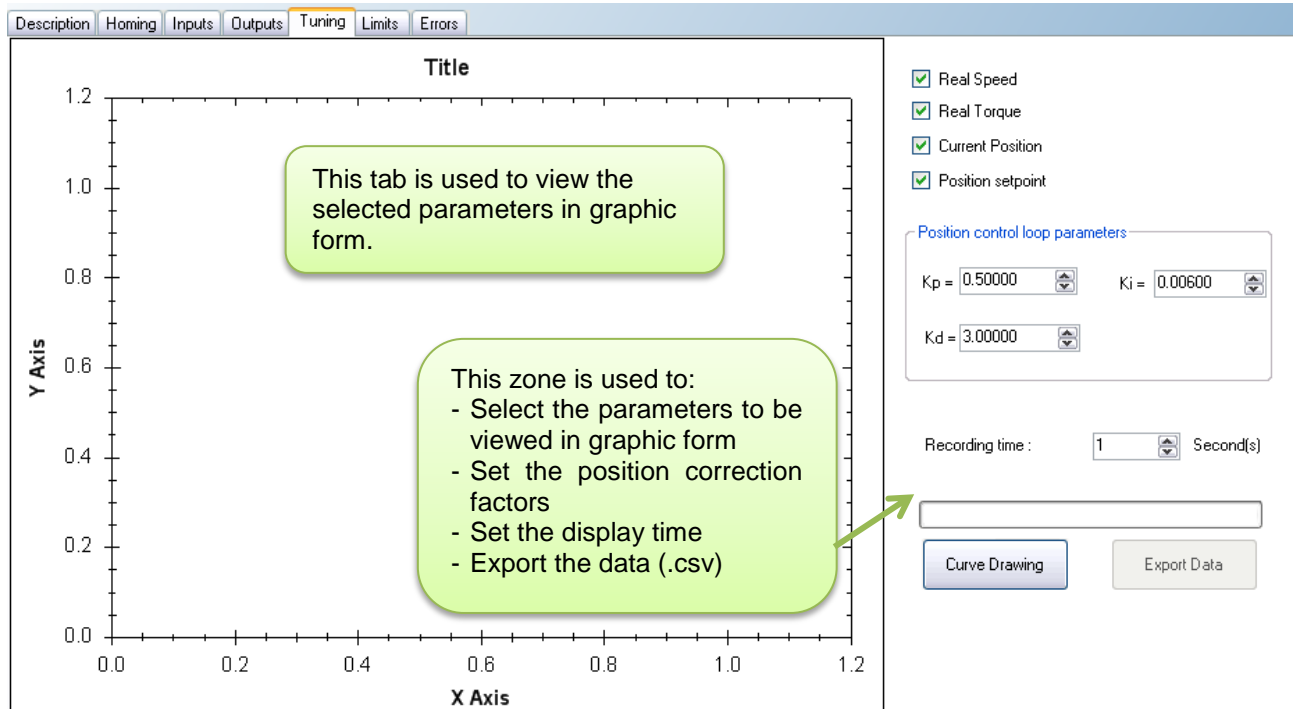 Description Homing Inputs Outputs Tuning Limits Errors
Title
1.2
1.0
0.8
0.6
0.4
0.2
0.0
Y Axis
0.0 0.2 0.4 0.6 0.8 1.0 1.2
X Axis
This tab is used to view the
selected parameters in graphic
form.
This zone is used to:
- Select the parameters to be
viewed in graphic form
- Set the position correction
factors
- Set the display time
- Export the data (.csv)
Real Speed
Real Torque
Current Position
Position setpoint
Position control loop parameters
Kp = 0.50000 Ki = 0.00600
Kd = 3.00000
Recording time : 1 Second(s)
Curve Drawing Export Data